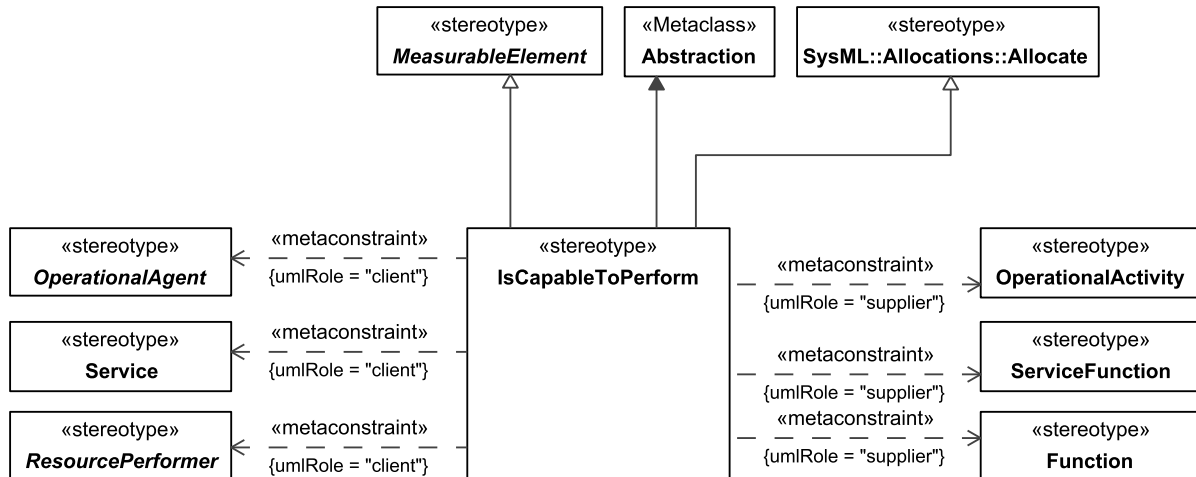 «stereotype»
MeasurableElement
«Metaclass»
Abstraction
«stereotype»
SysML::Allocations::Allocate
«stereotype»
OperationalAgent
«metaconstraint»
{umlRole = "client"}
«stereotype»
IsCapableToPerform
«metaconstraint»
{umlRole = "supplier"}
«stereotype»
OperationalActivity
«stereotype»
Service
«metaconstraint»
{umlRole = "client"}
«metaconstraint»
{umlRole = "supplier"}
«stereotype»
ServiceFunction
«stereotype»
ResourcePerformer
«metaconstraint»
{umlRole = "client"}
«metaconstraint»
{umlRole = "supplier"}
«stereotype»
Function